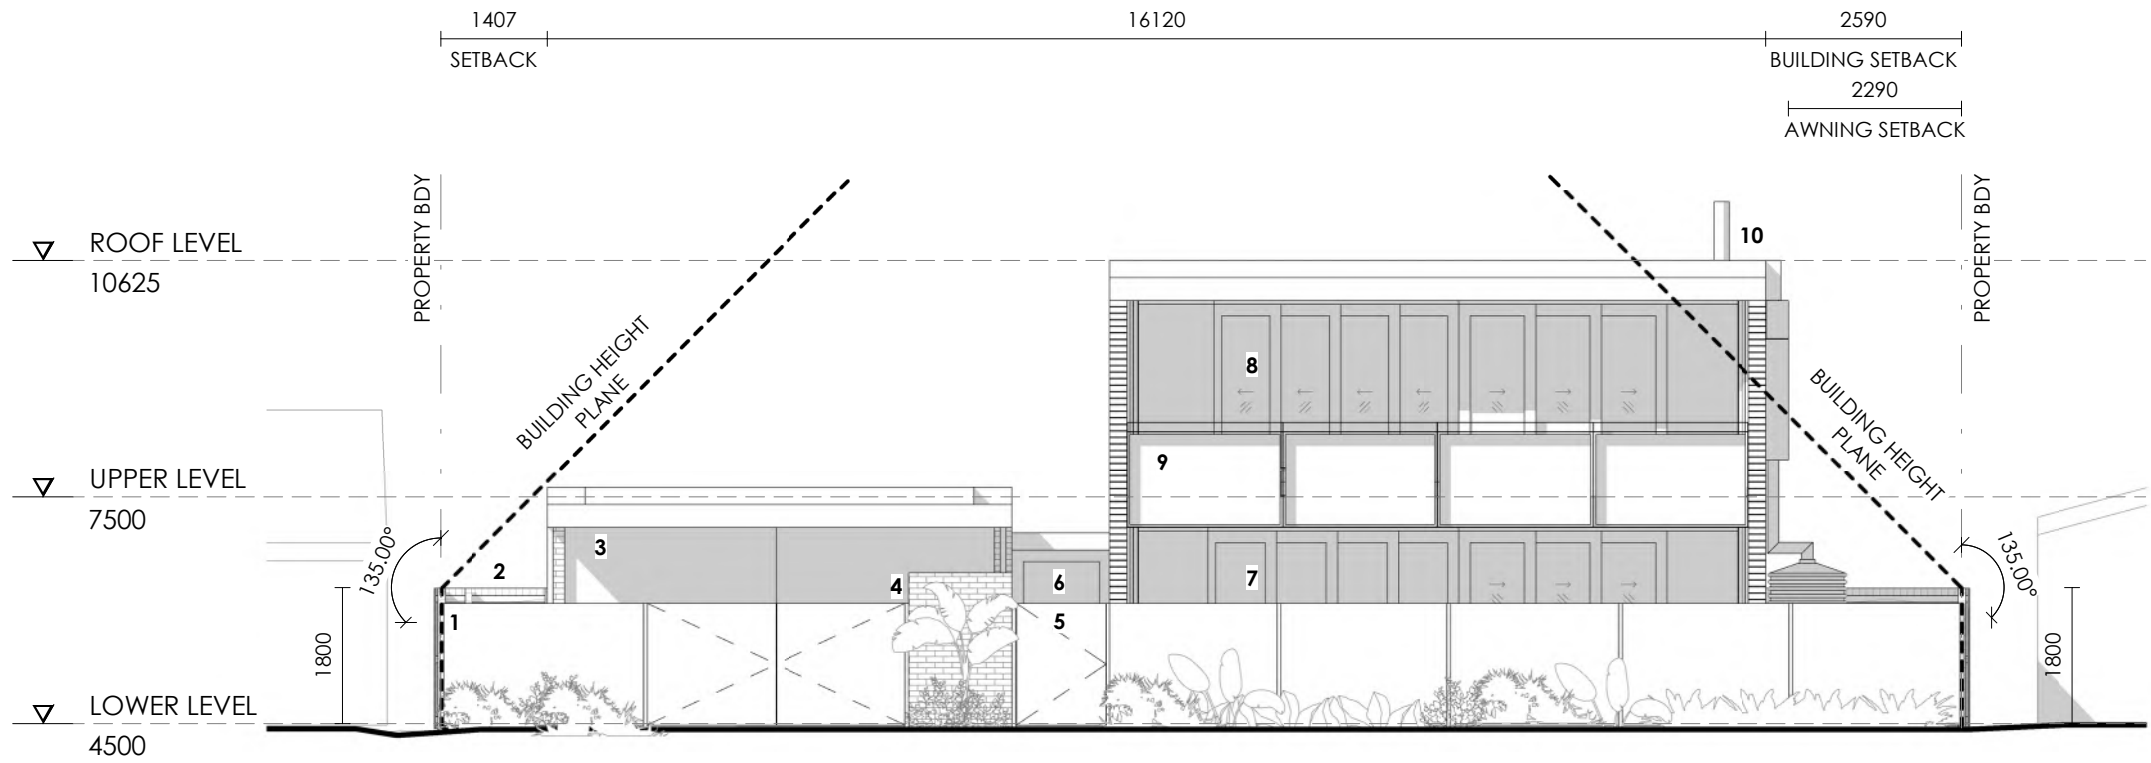 1407
16120
2590
SETBACK
BUILDING SETBACK
2290
AWNING SETBACK
PROPERTY BDY
PROPERTY BDY
ROOF LEVEL
10625
10
BUILDING HEIGHT
PLANE
8
BUILDING HEIGHT
PLANE
9
UPPER LEVEL
7500
135.00°
135.00°
3
2
4
6
7
1
5
1800
1800
LOWER LEVEL
4500